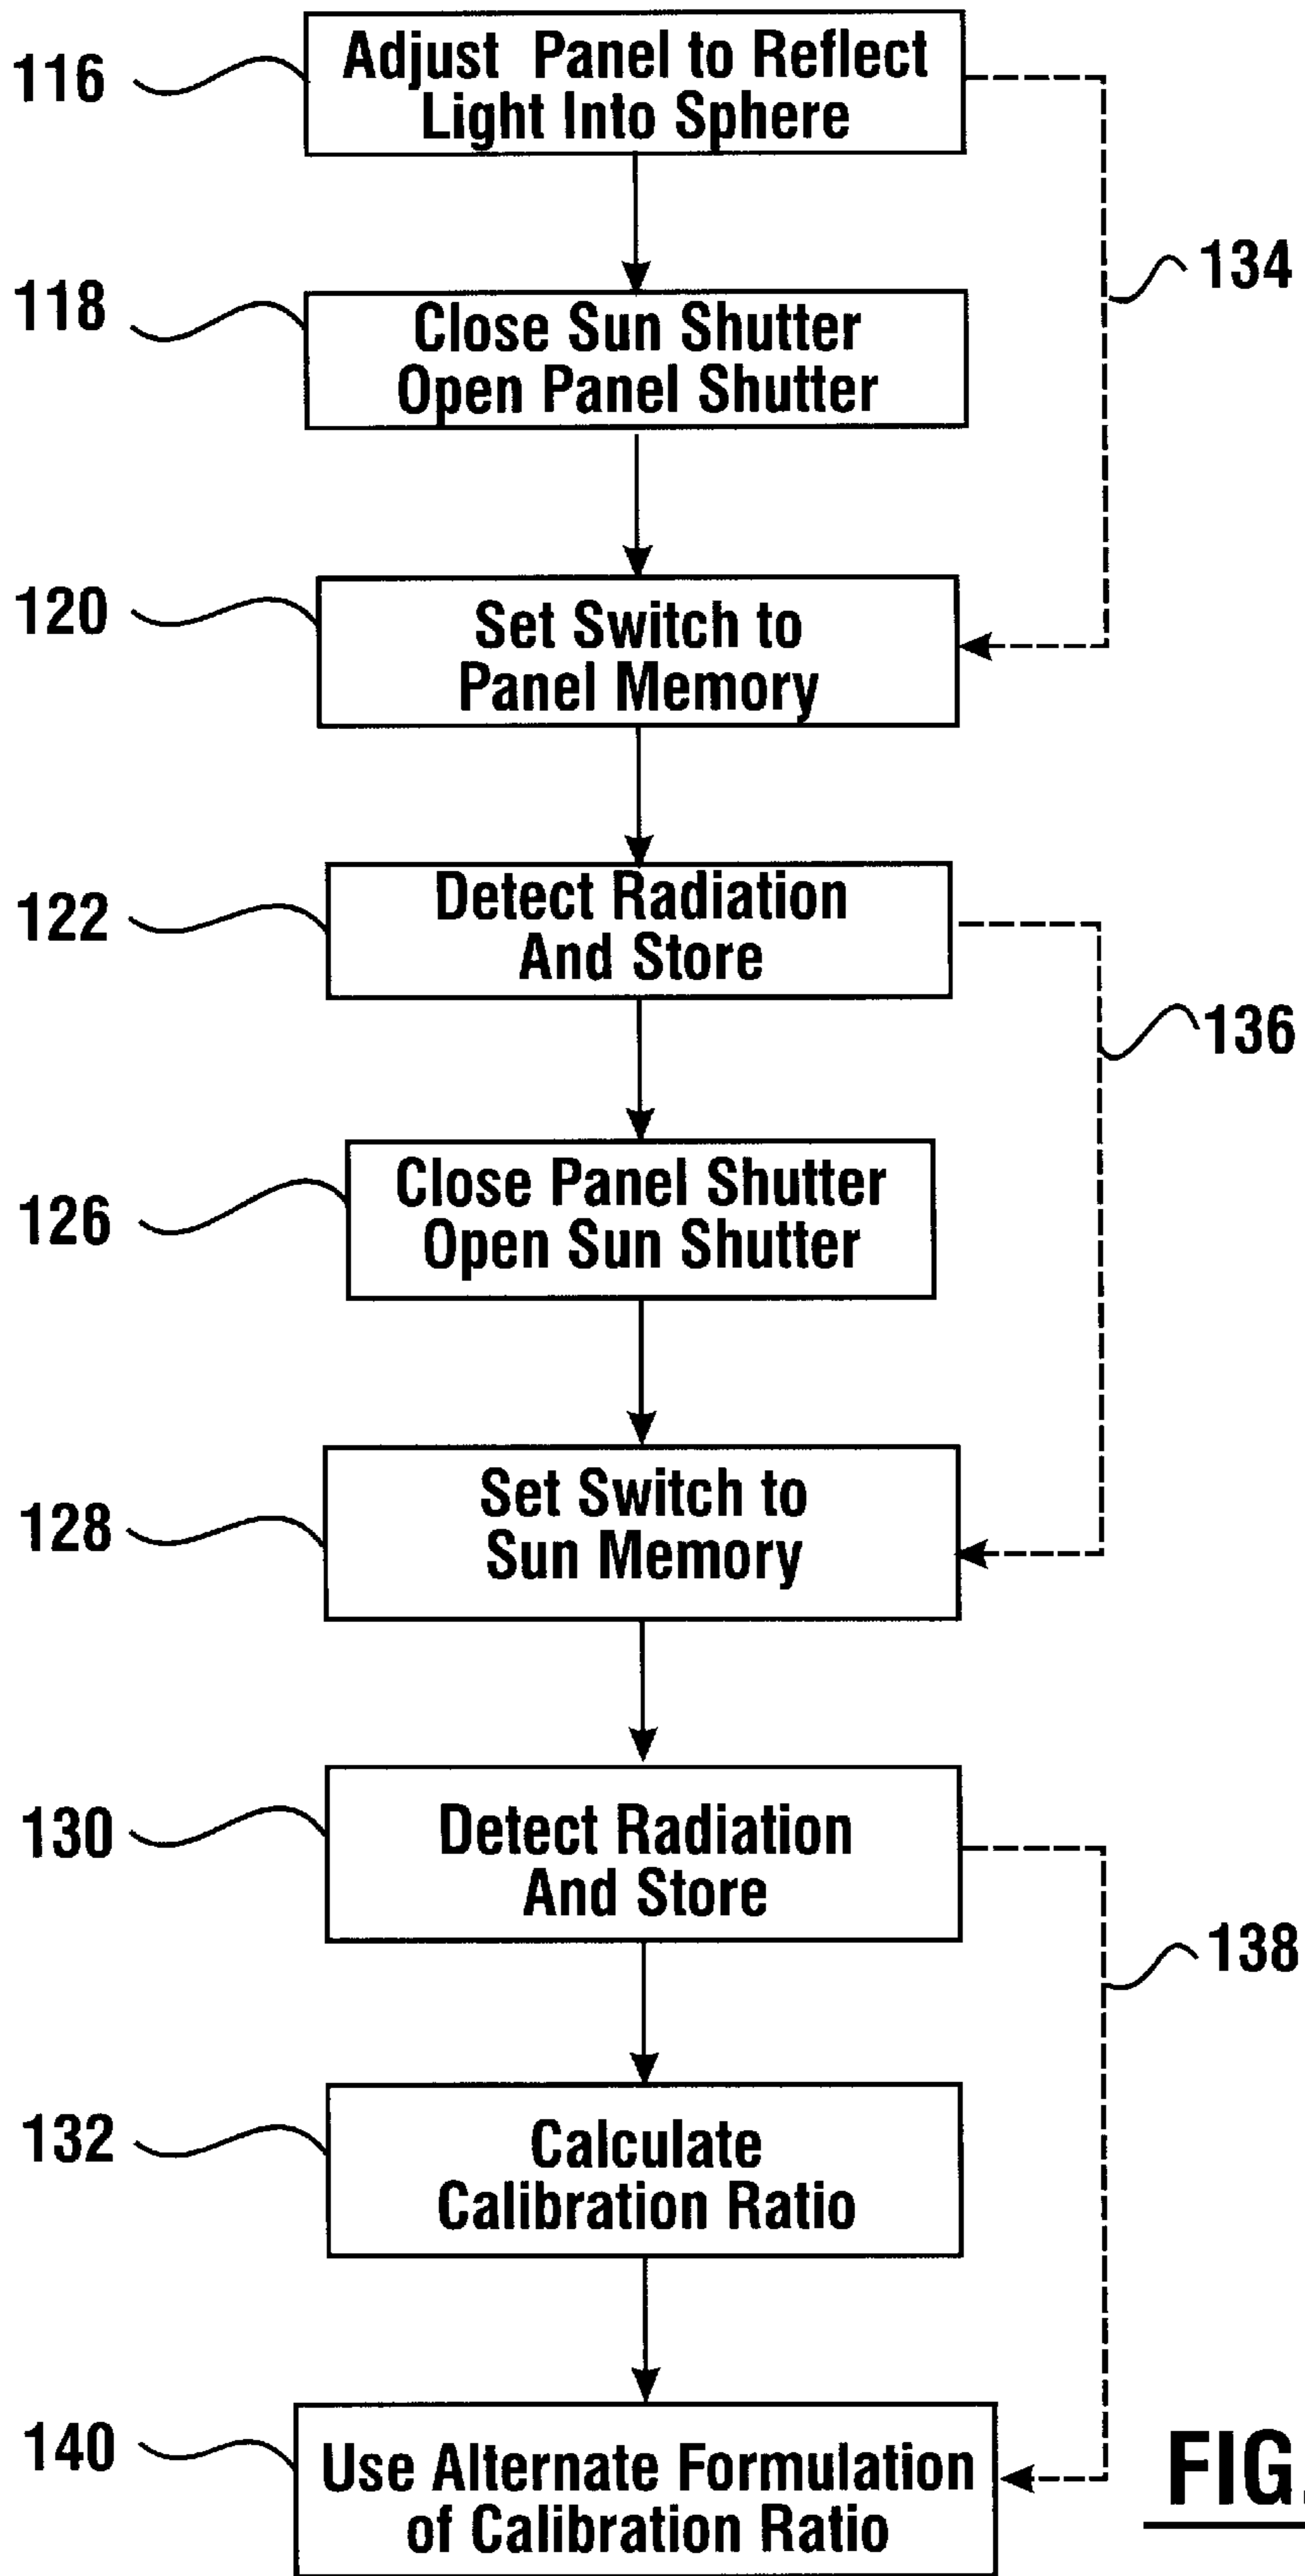 116
Adjust Panel to Reflect
Light Into Sphere
134
118
Close Sun Shutter
Open Panel Shutter
120
Set Switch to
Panel Memory
122
Detect Radiation
And Store
136
126
Close Panel Shutter
Open Sun Shutter
128
Set Switch to
Sun Memory
130
Detect Radiation
And Store
138
132
Calculate
Calibration Ratio
140
Use Alternate Formulation
of Calibration Ratio
FIG.